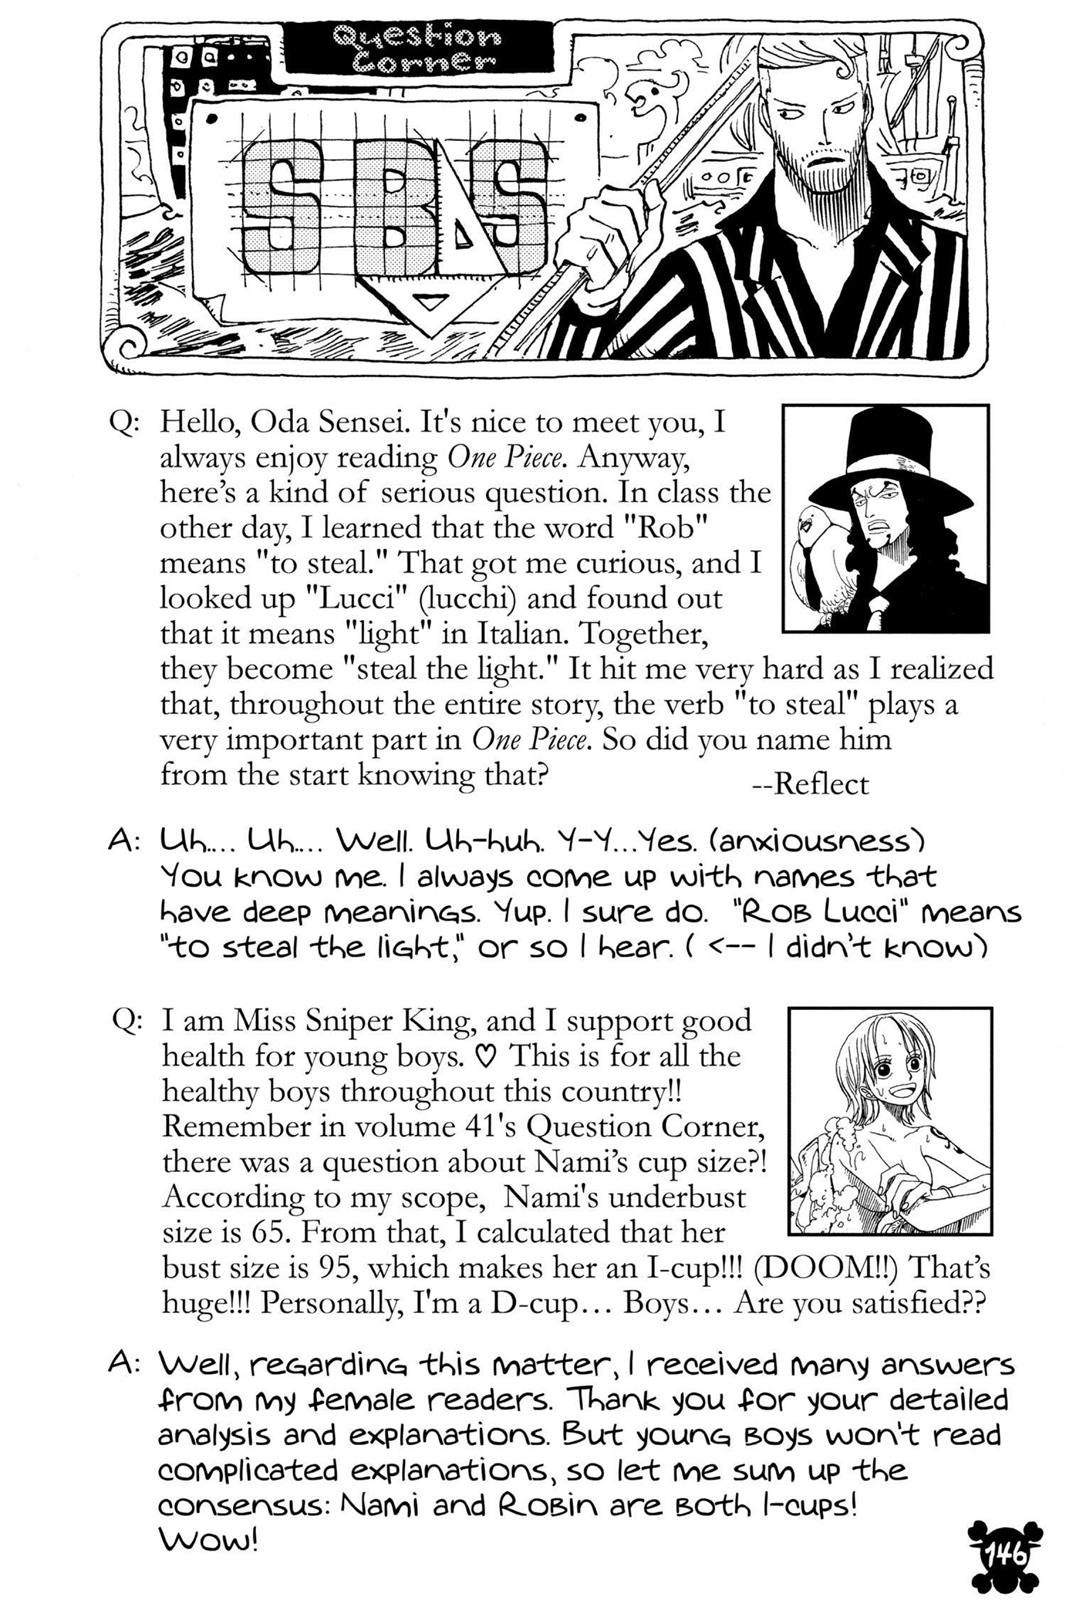 Question
Corner
SBS
Q: Hello, Oda Sensei. It's nice to meet you, I
always enjoy reading One Piece. Anyway,
here's a kind of serious question. In class the
other day, I learned that the word "Rob"
means "to steal." That got me curious, and I
looked up "Lucci" (lucchi) and found out
that it means "light" in Italian. Together,
they become "steal the light." It hit me very hard as I realized
that, throughout the entire story, the verb "to steal" plays a
very important part in One Piece. So did you name him
from the start knowing that?
--Reflect
A: Uh.... Uh.... Well. Uh-huh. Y-Y...Yes. (anxiousness)
You know me. I always come up with names that
have deep meanings. Yup. I sure do. "Rob Lucci" means
"to steal the light," or so I hear. ( <-- I didn't know)
Q: I am Miss Sniper King, and I support good
health for young boys. ♡ This is for all the
healthy boys throughout this country!!
Remember in volume 41's Question Corner,
there was a question about Nami's cup size?!
According to my scope, Nami's underbust
size is 65. From that, I calculated that her
bust size is 95, which makes her an I-cup!!! (DOOM!!) That's
huge!!! Personally, I'm a D-cup... Boys... Are you satisfied??
A: Well, regarding this matter, I received many answers
from my female readers. Thank you for your detailed
analysis and explanations. But young boys won't read
complicated explanations, so let me sum up the
consensus: Nami and Robin are both I-cups!
Wow!
146